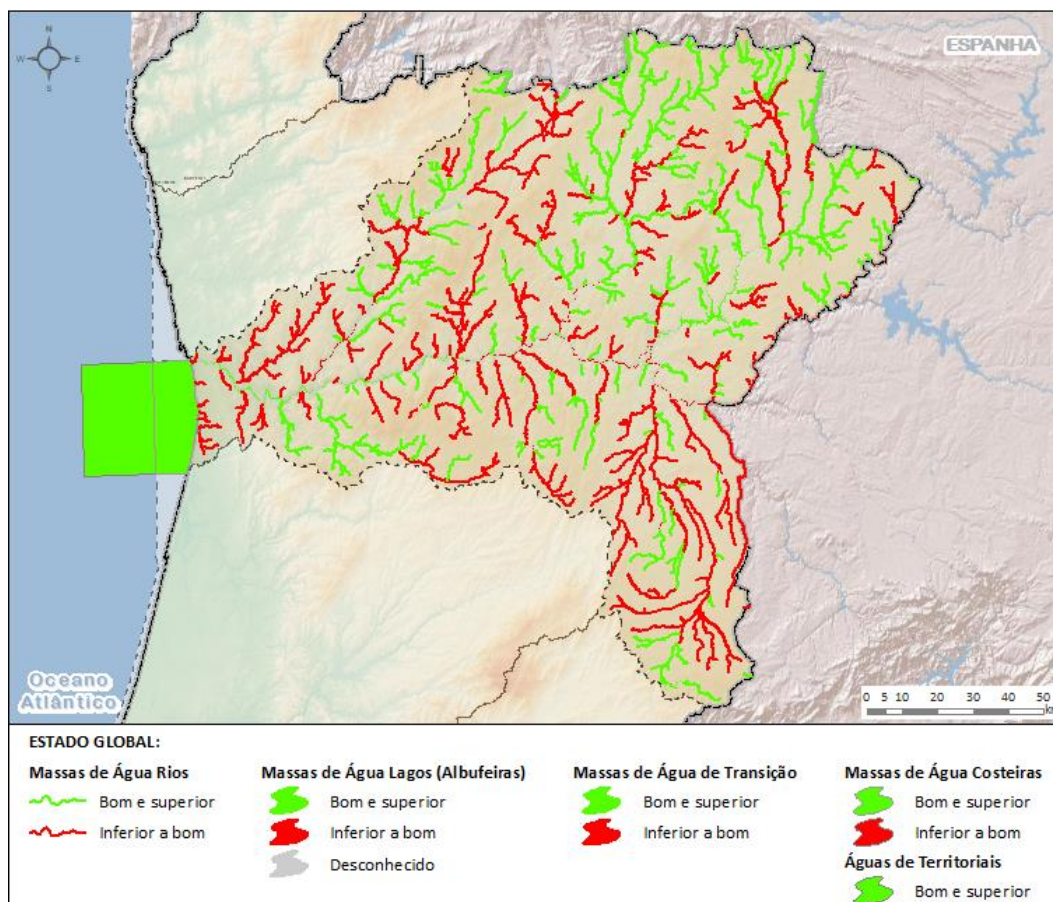 N
W
E
S
ESPANHA
Oceano
Atlântico
0 5 10 20 30 40 50
km
ESTADO GLOBAL:
Massas de Água Rios
Bom e superior
Inferior a bom
Massas de Água Lagos (Albufeiras)
Bom e superior
Inferior a bom
Desconhecido
Massas de Água de Transição
Bom e superior
Inferior a bom
Massas de Água Costeiras
Bom e superior
Inferior a bom
Águas de Territoriais
Bom e superior